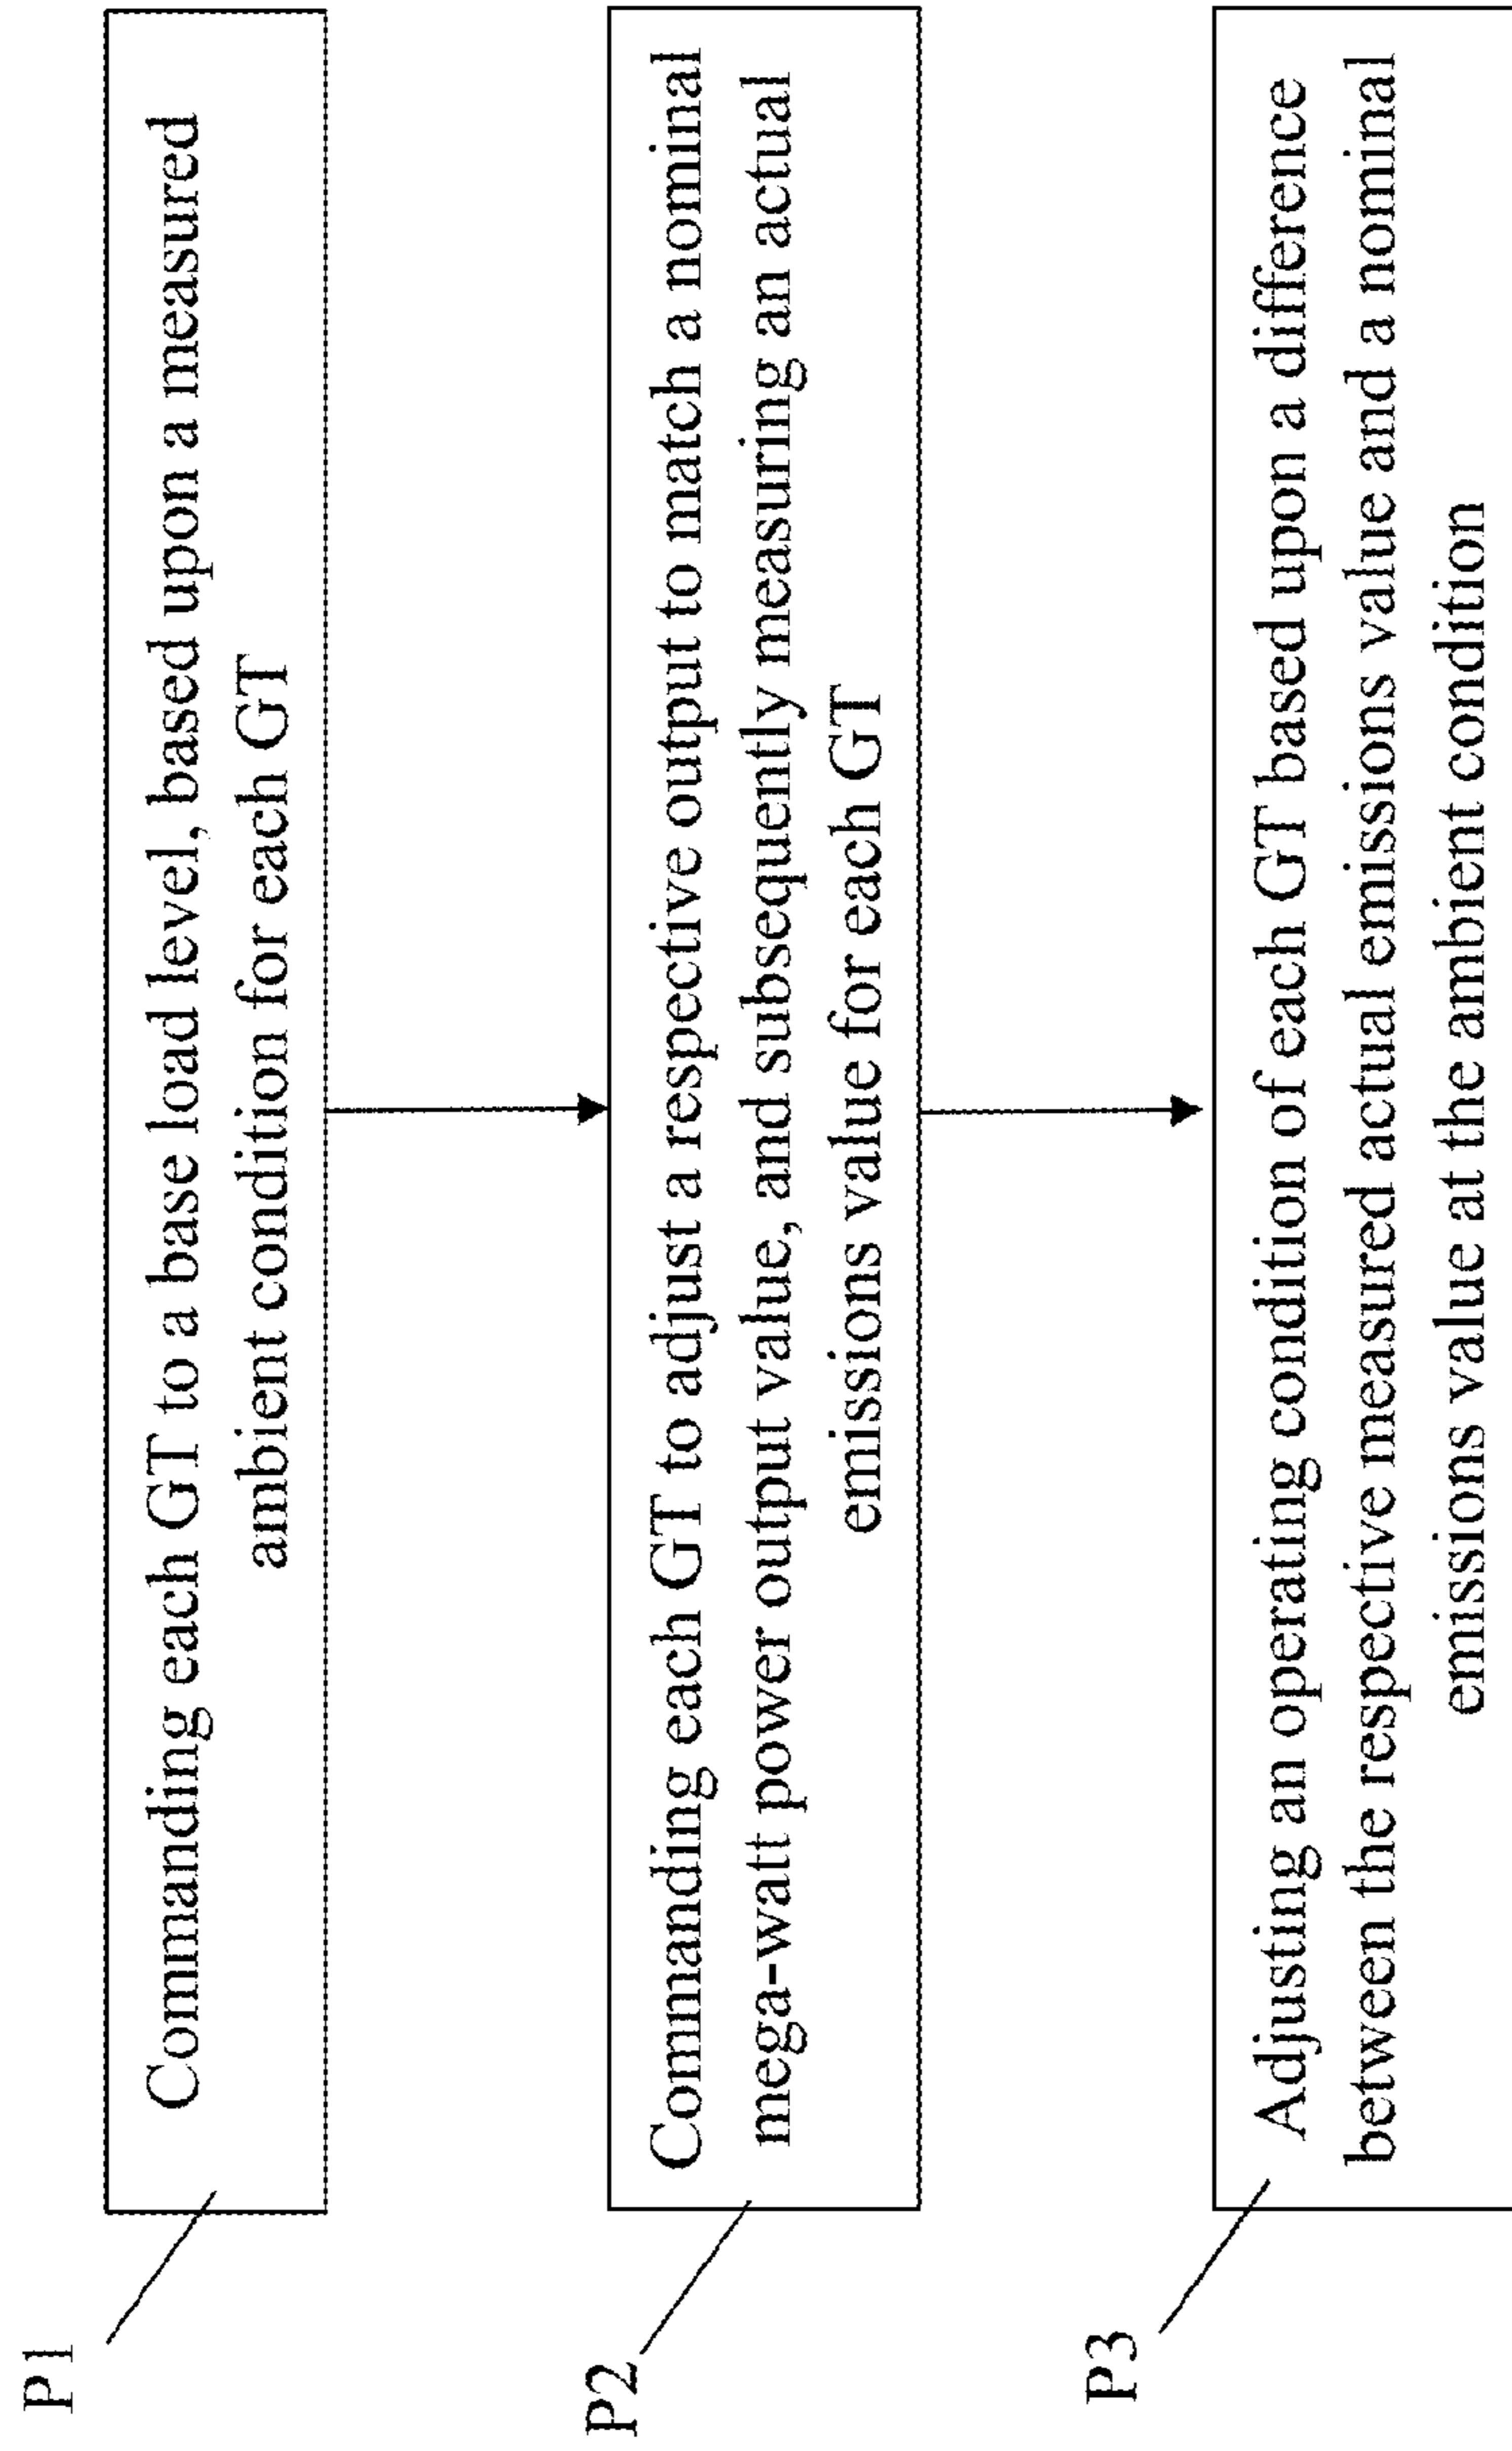 P1
Commanding each GT to a base load level, based upon a measured
ambient condition for each GT
P2
Commanding each GT to adjust a respective output to match a nominal
mega-watt power output value, and subsequently measuring an actual
emissions value for each GT
P3
Adjusting an operating condition of each GT based upon a difference
between the respective measured actual emissions value and a nominal
emissions value at the ambient condition